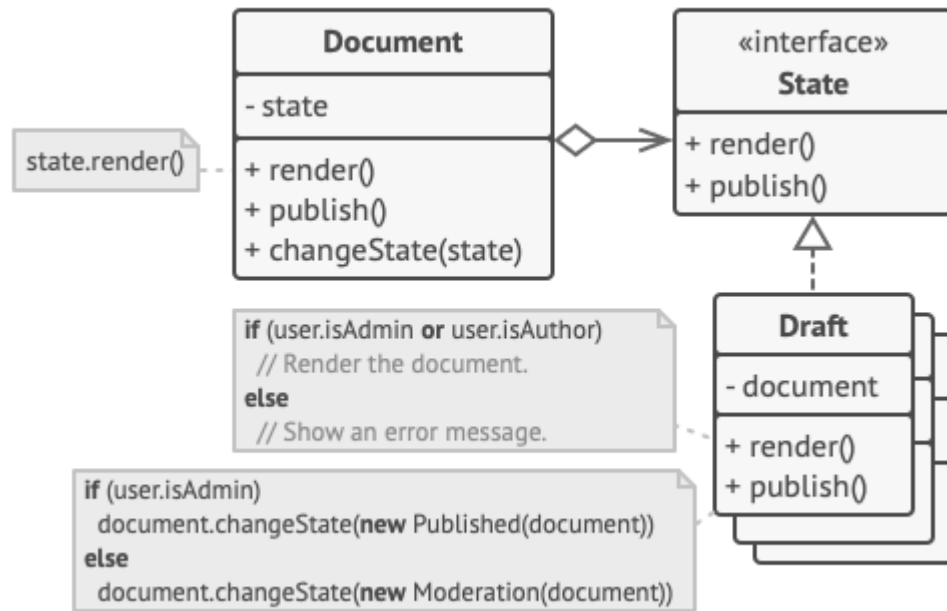 Document
- state
+ render()
+ publish()
+ changeState(state)
«interface»
State
+ render()
+ publish()
state.render()
Draft
- document
+ render()
+ publish()
if (user.isAdmin or user.isAuthor)
// Render the document.
else
// Show an error message.
if (user.isAdmin)
document.changeState(new Published(document))
else
document.changeState(new Moderation(document))